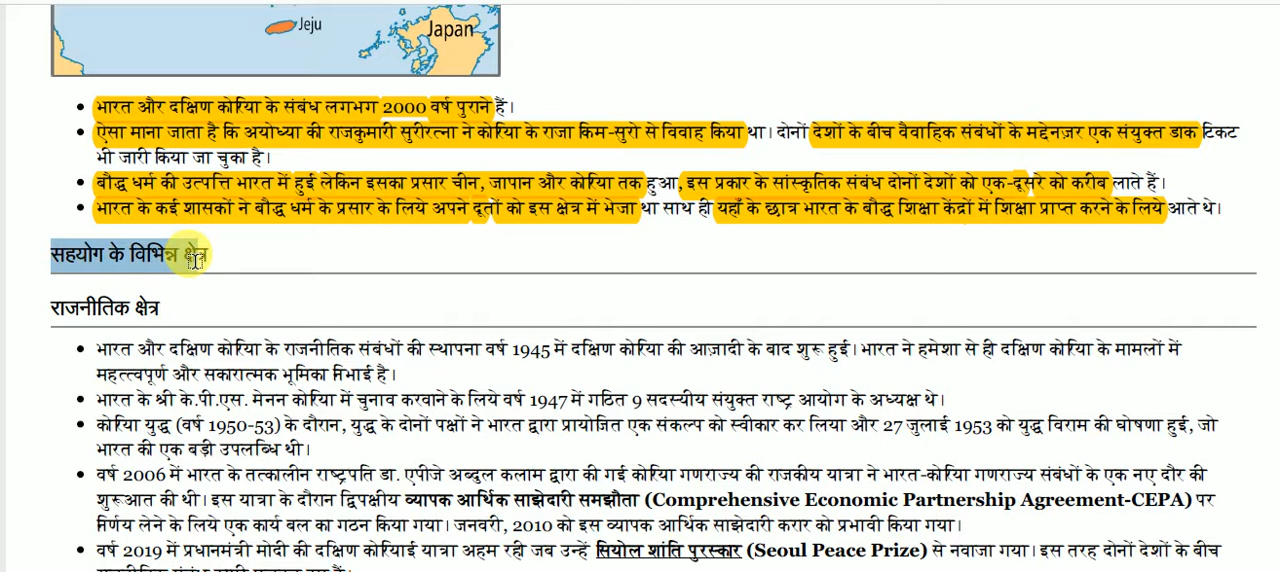 Jeju
Japan
भारत और दक्षिण कोरिया के संबंध लगभग 2000 वर्ष पुराने हैं।
ऐसा माना जाता है कि अयोध्या की राजकुमारी सुरीरत्ना ने कोरिया के राजा किम-सुरो से विवाह किया था। दोनों देशों के बीच वैवाहिक संबंधों के मद्देनज़र एक संयुक्त डाक टिकट
भी जारी किया जा चुका है।
बौद्ध धर्म की उत्पत्ति भारत में हुई लेकिन इसका प्रसार चीन, जापान और कोरिया तक हुआ, इस प्रकार के सांस्कृतिक संबंध दोनों देशों को एक-दूसरे को करीब लाते हैं।
भारत के कई शासकों ने बौद्ध धर्म के प्रसार के लिये अपने दूतों को इस क्षेत्र में भेजा था साथ ही यहाँ के छात्र भारत के बौद्ध शिक्षा केंद्रों में शिक्षा प्राप्त करने के लिये आते थे।
सहयोग के विभिन्न क्षेत्र
राजनीतिक क्षेत्र
भारत और दक्षिण कोरिया के राजनीतिक संबंधों की स्थापना वर्ष 1945 में दक्षिण कोरिया की आज़ादी के बाद शुरू हुई। भारत ने हमेशा से ही दक्षिण कोरिया के मामलों में
महत्त्वपूर्ण और सकारात्मक भूमिका निभाई है।
भारत के श्री के.पी.एस. मेनन कोरिया में चुनाव करवाने के लिये वर्ष 1947 में गठित 9 सदस्यीय संयुक्त राष्ट्र आयोग के अध्यक्ष थे।
कोरिया युद्ध (वर्ष 1950-53) के दौरान, युद्ध के दोनों पक्षों ने भारत द्वारा प्रायोजित एक संकल्प को स्वीकार कर लिया और 27 जुलाई 1953 को युद्ध विराम की घोषणा हुई, जो
भारत की एक बड़ी उपलब्धि थी।
वर्ष 2006 में भारत के तत्कालीन राष्ट्रपति डा. एपीजे अब्दुल कलाम द्वारा की गई कोरिया गणराज्य की राजकीय यात्रा ने भारत-कोरिया गणराज्य संबंधों के एक नए दौर की
शुरूआत की थी। इस यात्रा के दौरान द्विपक्षीय व्यापक आर्थिक साझेदारी समझौता (Comprehensive Economic Partnership Agreement-CEPA) पर
निर्णय लेने के लिये एक कार्य बल का गठन किया गया। जनवरी, 2010 को इस व्यापक आर्थिक साझेदारी करार को प्रभावी किया गया।
वर्ष 2019 में प्रधानमंत्री मोदी की दक्षिण कोरियाई यात्रा अहम रही जब उन्हें सियोल शांति पुरस्कार (Seoul Peace Prize) से नवाजा गया। इस तरह दोनों देशों के बीच